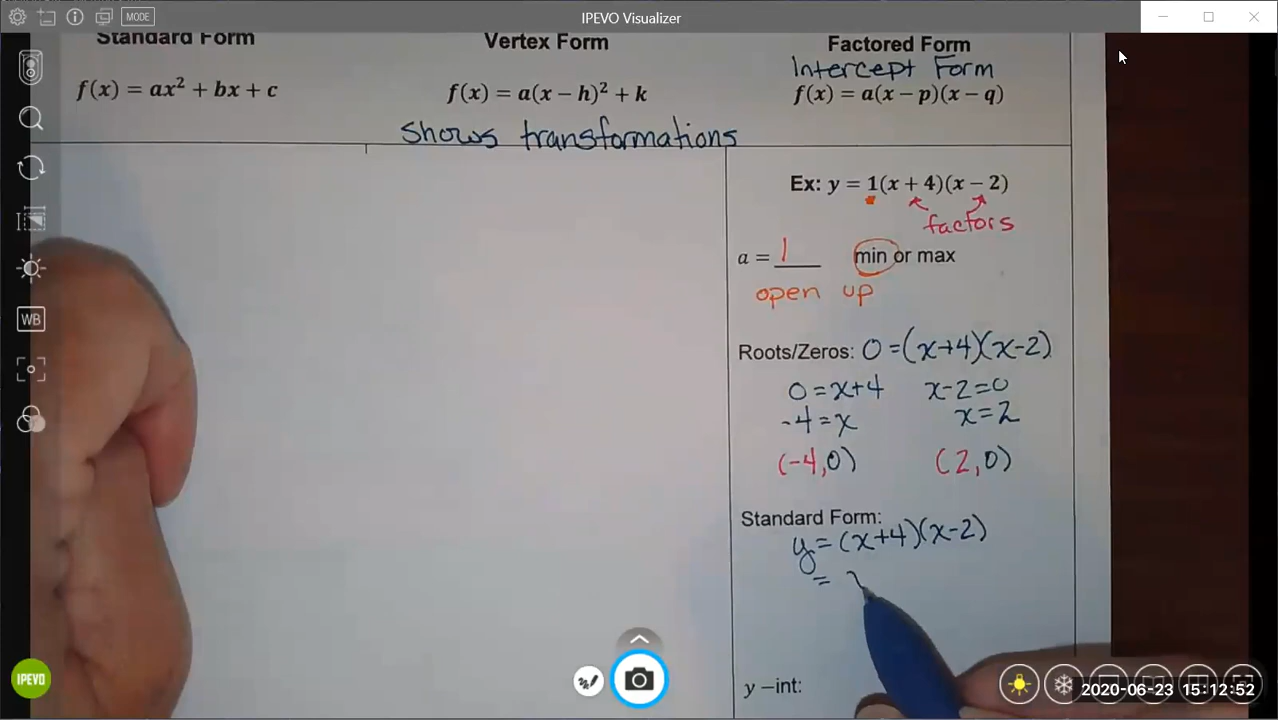 MODE
IPEVO Visualizer
Standard Form
Vertex Form
Factored Form
Intercept Form
f(x) = ax² + bx + c
f(x) = a(x − h)² + k
f(x) = a(x − p)(x − q)
Shows transformations
Ex: y = 1(x + 4)(x − 2)
factors
a = 1 min or max
open up
Roots/Zeros: 0 = (x+4)(x-2)
0 = x+4
x-2=0
-4 = x
x = 2
(-4,0)
(2,0)
Standard Form:
y = (x+4)(x-2)
=
y –int:
WB
IPEVO
2020-06-23 15:12:52